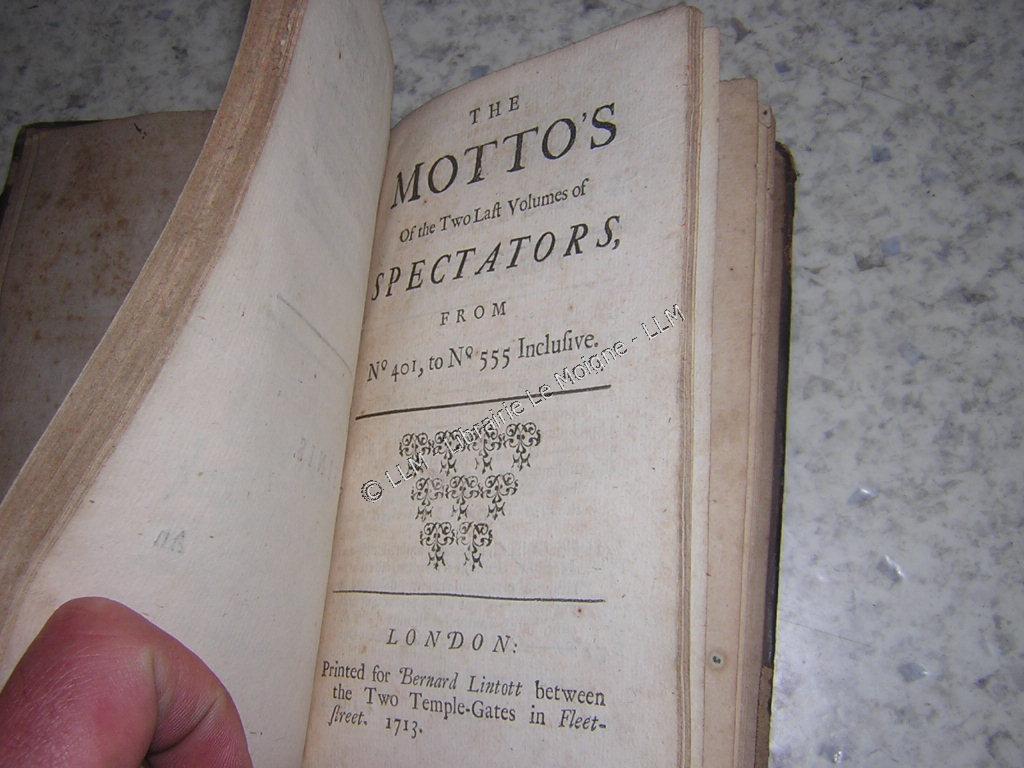 THE
MOTTO'S
Of the Two Laſt Volumes of
SPECTATORS,
FROM
Nº 401, to Nº 555 Incluſive.
© LLM - Librairie Le Moigne - LLM
LONDON:
Printed for Bernard Lintott between
the Two Temple-Gates in Fleet-
ſtreet. 1713.